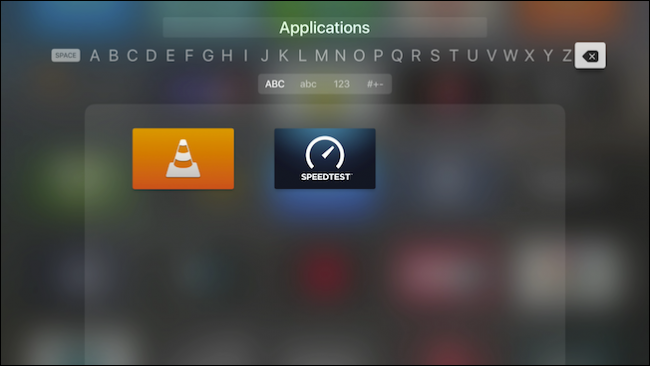 Applications
SPACE A B C D E F G H I J K L M N O P Q R S T U V W X Y Z
ABC abc 123 #+-
SPEEDTEST